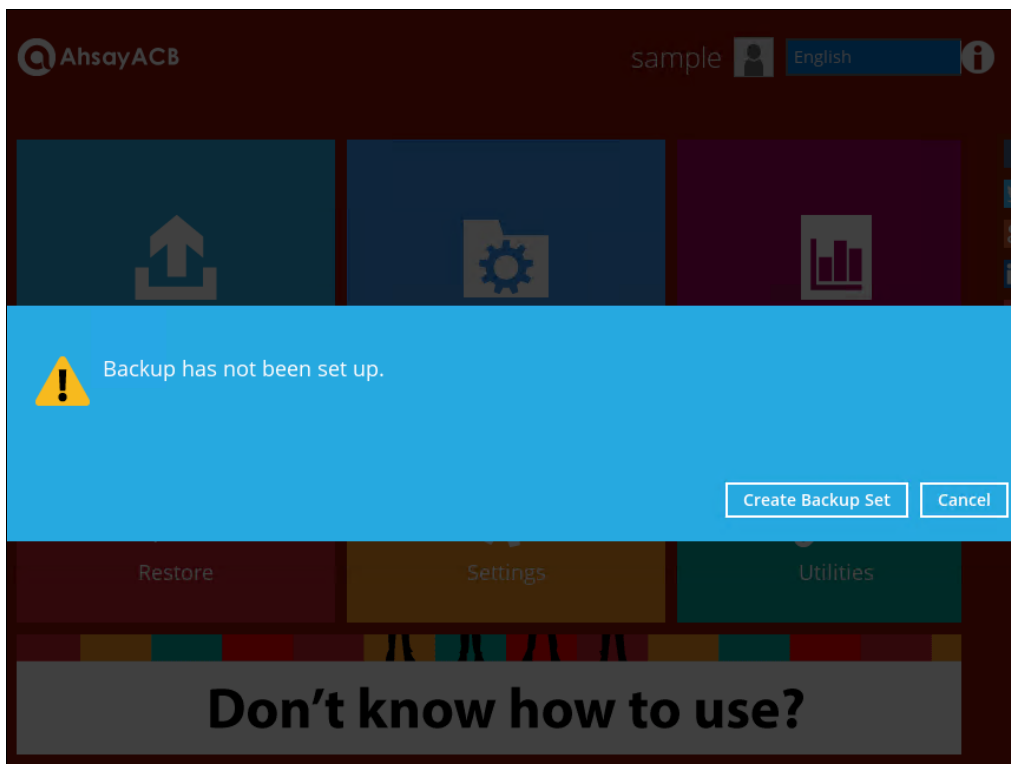 AhsayACB
sample
English
Backup has not been set up.
Create Backup Set
Cancel
Restore
Settings
Utilities
Don't know how to use?